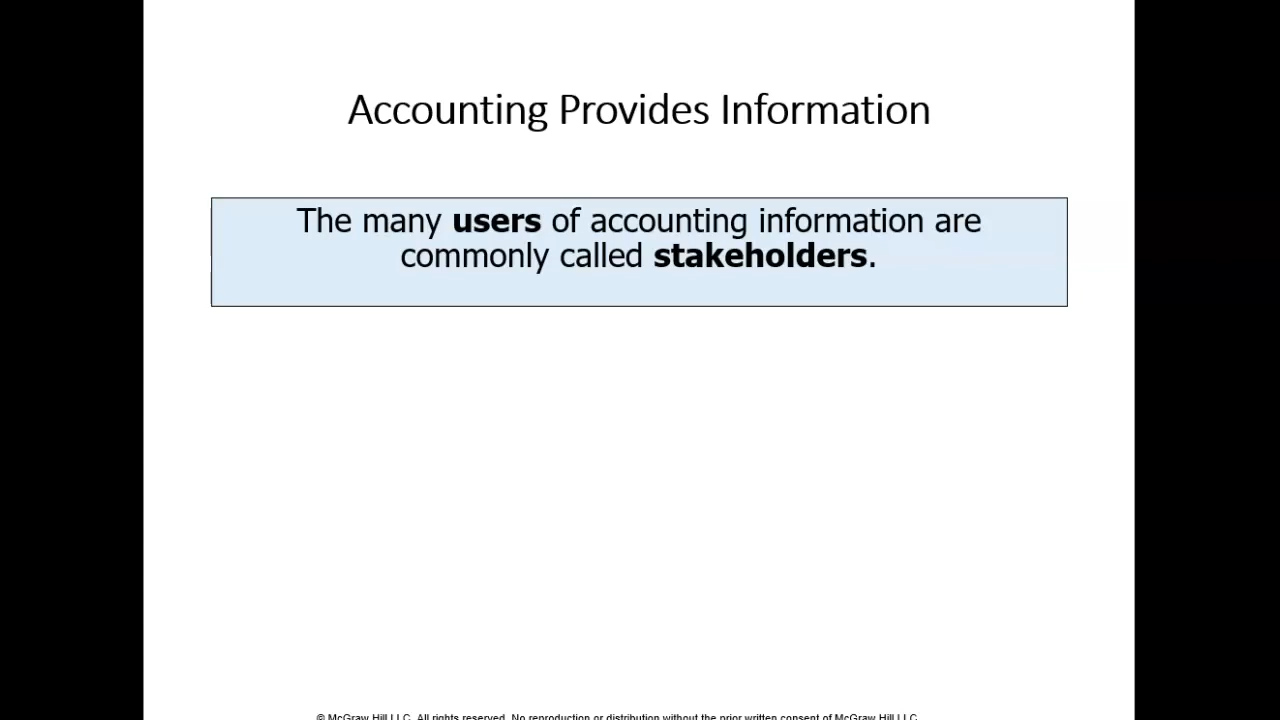 Accounting Provides Information
The many users of accounting information are
commonly called stakeholders.
© McGraw Hill LLC. All rights reserved. No reproduction or distribution without the prior written consent of McGraw Hill LLC.